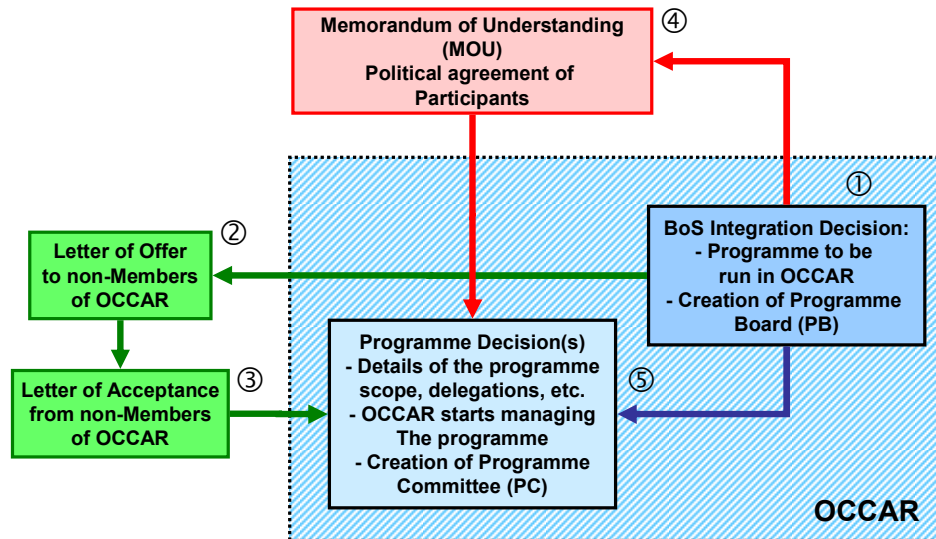 Memorandum of Understanding
(MOU)
Political agreement of
Participants
④
①
BoS Integration Decision:
- Programme to be
run in OCCAR
- Creation of Programme
Board (PB)
②
Letter of Offer
to non-Members
of OCCAR
③
Letter of Acceptance
from non-Members
of OCCAR
Programme Decision(s)
- Details of the programme
scope, delegations, etc.
- OCCAR starts managing
The programme
- Creation of Programme
Committee (PC)
⑤
OCCAR